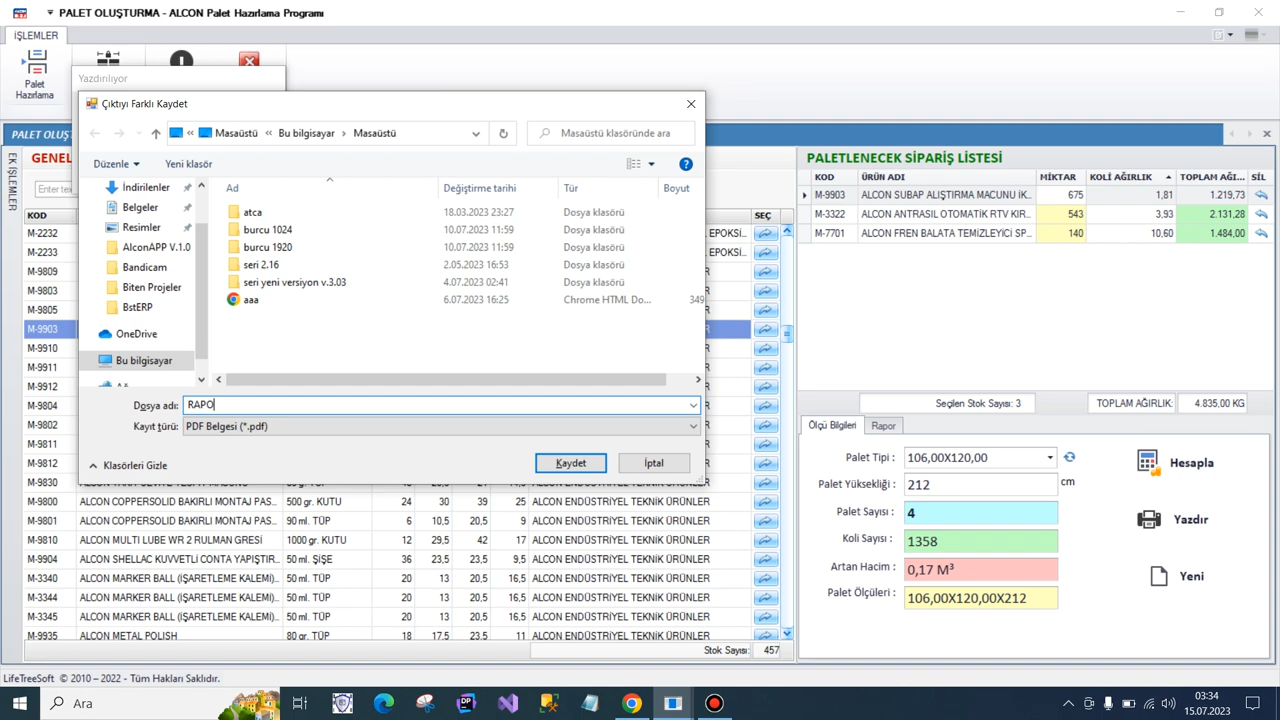 PALET OLUŞTURMA - ALCON Palet Hazırlama Programı
İŞLEMLER
Palet
Hazırlama
Yazdırılıyor
Çıktıyı Farklı Kaydet
« Masaüstü « Bu bilgisayar › Masaüstü
Masaüstü klasöründe ara
Düzenle
Yeni klasör
Ad Değiştirme tarihi Tür Boyut
İndirilenler
Belgeler
Resimler
AlconAPP V.1.0
Bandicam
Biten Projeler
BstERP
OneDrive
Bu bilgisayar
atca 18.03.2023 23:27 Dosya klasörü
burcu 1024 10.07.2023 11:59 Dosya klasörü
burcu 1920 10.07.2023 11:59 Dosya klasörü
seri 2.16 2.05.2023 16:53 Dosya klasörü
seri yeni versiyon v.3.03 4.07.2023 02:41 Dosya klasörü
aaa 6.07.2023 16:25 Chrome HTML Do... 349
Dosya adı: RAPO
Kayıt türü: PDF Belgesi (*.pdf)
Klasörleri Gizle
Kaydet
İptal
PALET OLUŞ
EK İŞLEMLER
GENEL
Enter tex
KOD
SEÇ
M-2232
EPOKSİ...
M-2233
EPOKSİ...
M-9809
M-9803
M-9805
M-9903
M-9910
M-9911
M-9912
M-9804
M-9802
M-9811
M-9812
M-9830
M-9800 ALCON COPPERSOLID BAKIRLI MONTAJ PAS... 500 gr. KUTU 24 30 39 25 ALCON ENDÜSTRİYEL TEKNİK ÜRÜNLER
M-9801 ALCON COPPERSOLID BAKIRLI MONTAJ PAS... 90 ml. TÜP 6 10,5 20,5 9 ALCON ENDÜSTRİYEL TEKNİK ÜRÜNLER
M-9810 ALCON MULTI LUBE WR 2 RULMAN GRESİ 1000 gr. KUTU 12 29,5 42 17 ALCON ENDÜSTRİYEL TEKNİK ÜRÜNLER
M-9904 ALCON SHELLAC KUVVETLİ CONTA YAPIŞTIR... 50 ml. ŞİŞE 36 23,5 23,5 11 ALCON ENDÜSTRİYEL TEKNİK ÜRÜNLER
M-3340 ALCON MARKER BALL (İŞARETLEME KALEMİ)... 50 ml. TÜP 20 13 20,5 16,5 ALCON ENDÜSTRİYEL TEKNİK ÜRÜNLER
M-3344 ALCON MARKER BALL (İŞARETLEME KALEMİ)... 50 ml. TÜP 20 13 20,5 16,5 ALCON ENDÜSTRİYEL TEKNİK ÜRÜNLER
M-3345 ALCON MARKER BALL (İŞARETLEME KALEMİ)... 50 ml. TÜP 20 13 20,5 16,5 ALCON ENDÜSTRİYEL TEKNİK ÜRÜNLER
M-9935 ALCON METAL POLISH 80 gr. TÜP 18 17,5 23,5 11 ALCON ENDÜSTRİYEL TEKNİK ÜRÜNLER
Stok Sayısı: 457
PALETLENECEK SİPARİŞ LİSTESİ
KOD ÜRÜN ADI MİKTAR KOLİ AĞIRLIK TOPLAM AĞI... SİL
M-9903 ALCON SUBAP ALIŞTIRMA MACUNU İK... 675 1,81 1.219,73
M-3322 ALCON ANTRASIL OTOMATİK RTV KIR... 543 3,93 2.131,28
M-7701 ALCON FREN BALATA TEMİZLEYİCİ SP... 140 10,60 1.484,00
Seçilen Stok Sayısı: 3
TOPLAM AĞIRLIK: 4.835,00 KG
Ölçü Bilgileri
Rapor
Palet Tipi : 106,00X120,00
Palet Yüksekliği : 212 cm
Palet Sayısı : 4
Koli Sayısı : 1358
Artan Hacim : 0,17 M³
Palet Ölçüleri : 106,00X120,00X212
Hesapla
Yazdır
Yeni
LifeTreeSoft © 2010 – 2022 - Tüm Hakları Saklıdır.
Ara
03:34
15.07.2023